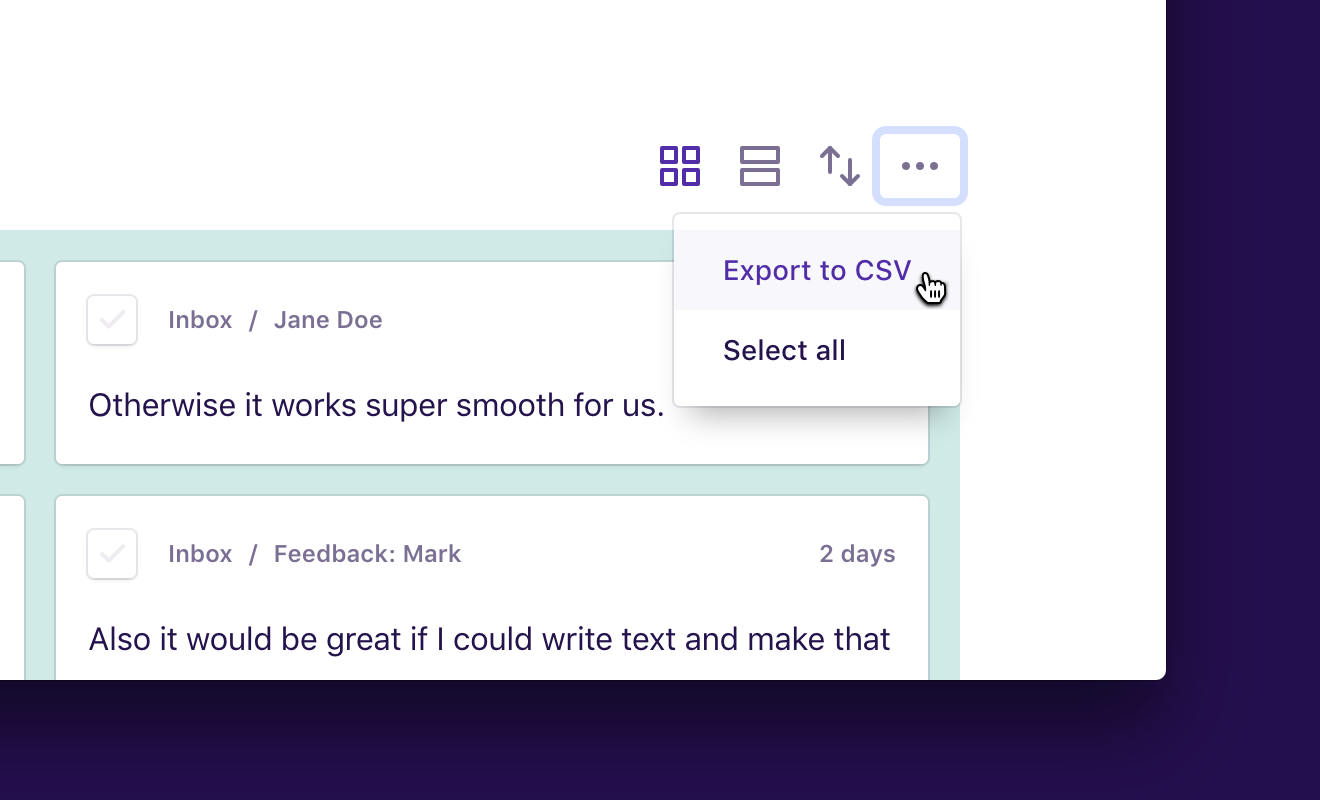 Export to CSV
Select all
Inbox / Jane Doe
Otherwise it works super smooth for us.
Inbox / Feedback: Mark 2 days
Also it would be great if I could write text and make that